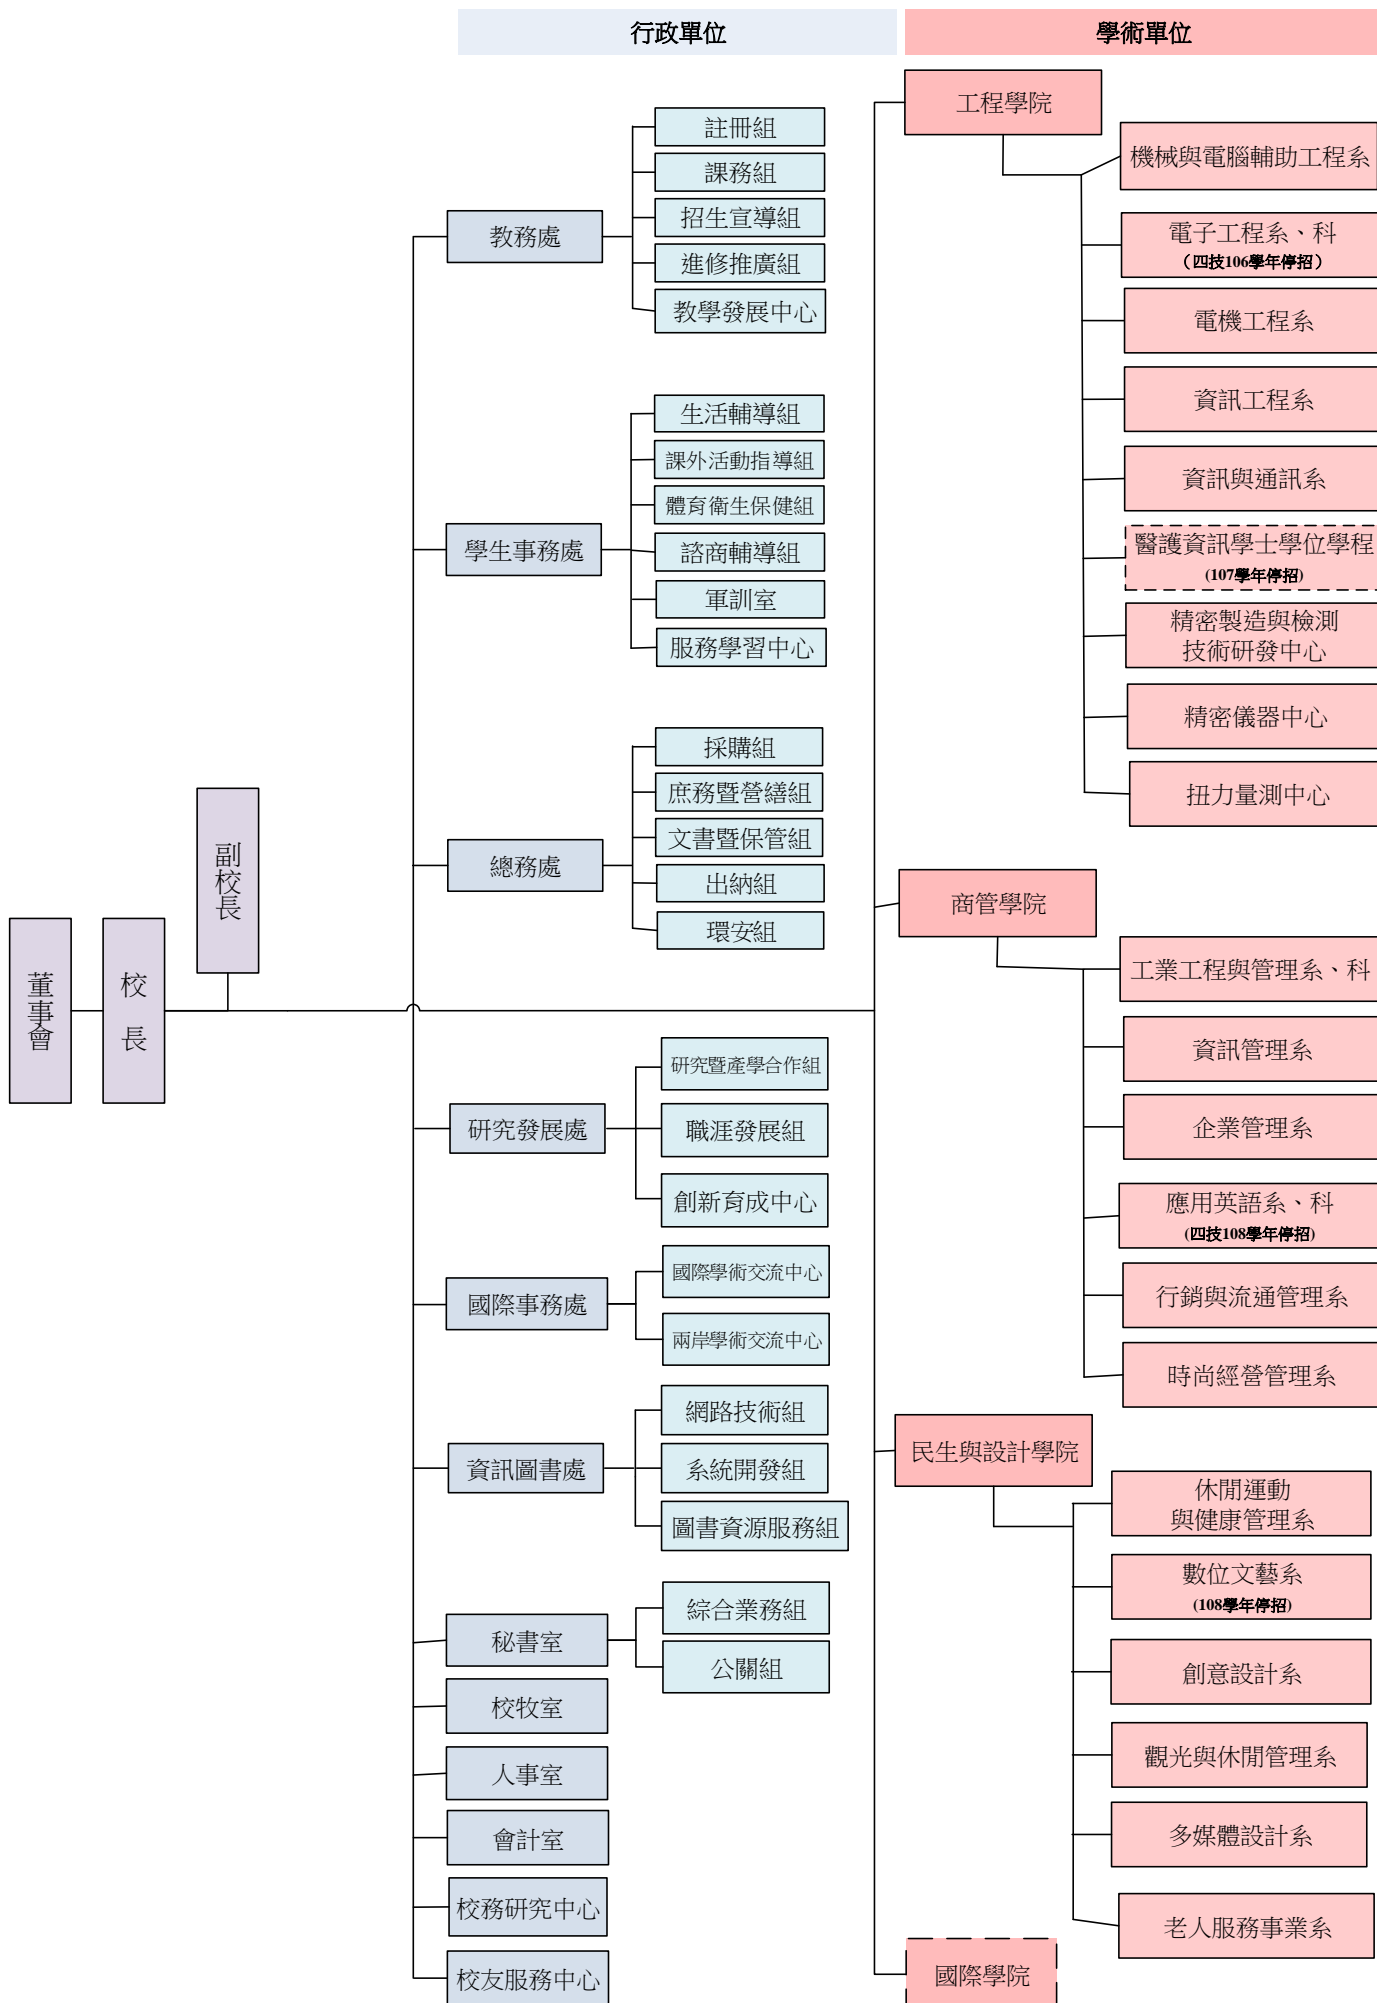 行政單位
學術單位
董事會
校長
副校長
教務處
註冊組
課務組
招生宣導組
進修推廣組
教學發展中心
學生事務處
生活輔導組
課外活動指導組
體育衛生保健組
諮商輔導組
軍訓室
服務學習中心
總務處
採購組
庶務暨營繕組
文書暨保管組
出納組
環安組
研究發展處
研究暨產學合作組
職涯發展組
創新育成中心
國際事務處
國際學術交流中心
兩岸學術交流中心
資訊圖書處
網路技術組
系統開發組
圖書資源服務組
秘書室
綜合業務組
公關組
校牧室
人事室
會計室
校務研究中心
校友服務中心
工程學院
機械與電腦輔助工程系
電子工程系、科
（四技106學年停招）
電機工程系
資訊工程系
資訊與通訊系
醫護資訊學士學位學程
(107學年停招)
精密製造與檢測
技術研發中心
精密儀器中心
扭力量測中心
商管學院
工業工程與管理系、科
資訊管理系
企業管理系
應用英語系、科
(四技108學年停招)
行銷與流通管理系
時尚經營管理系
民生與設計學院
休閒運動
與健康管理系
數位文藝系
(108學年停招)
創意設計系
觀光與休閒管理系
多媒體設計系
老人服務事業系
國際學院